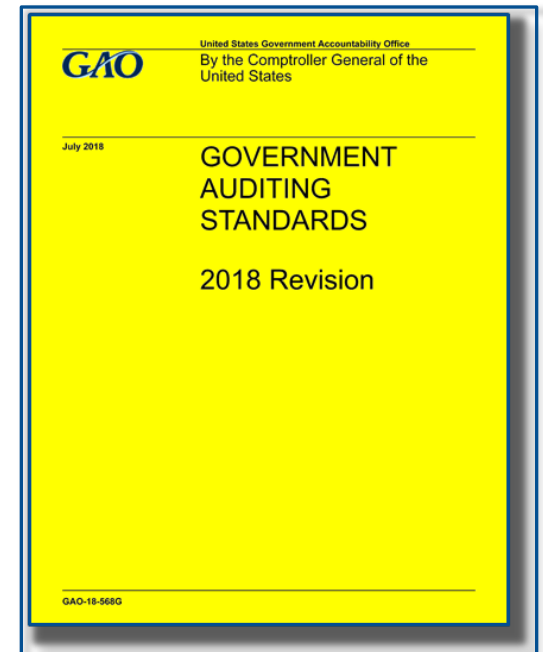 United States Government Accountability Office
GAO
By the Comptroller General of the
United States
July 2018
GOVERNMENT
AUDITING
STANDARDS
2018 Revision
GAO-18-568G